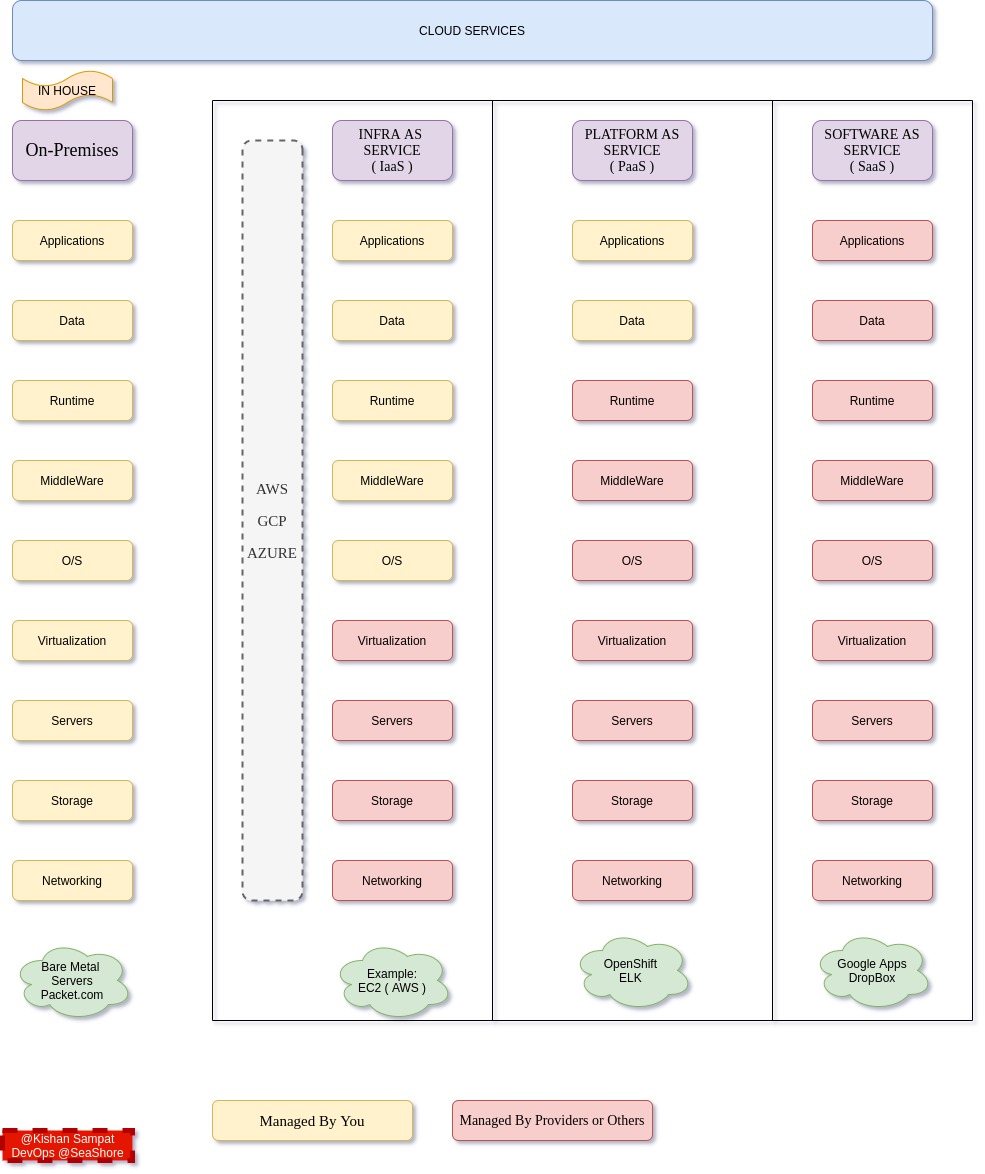 CLOUD SERVICES
IN HOUSE
On-Premises
INFRA AS
SERVICE
( IaaS )
PLATFORM AS
SERVICE
( PaaS )
SOFTWARE AS
SERVICE
( SaaS )
Applications
Applications
Applications
Applications
Data
Data
Data
Data
Runtime
Runtime
Runtime
Runtime
MiddleWare
MiddleWare
MiddleWare
MiddleWare
AWS
GCP
AZURE
O/S
O/S
O/S
O/S
Virtualization
Virtualization
Virtualization
Virtualization
Servers
Servers
Servers
Servers
Storage
Storage
Storage
Storage
Networking
Networking
Networking
Networking
Bare Metal
Servers
Packet.com
Example:
EC2 ( AWS )
OpenShift
ELK
Google Apps
DropBox
Managed By You
Managed By Providers or Others
@Kishan Sampat
DevOps @SeaShore